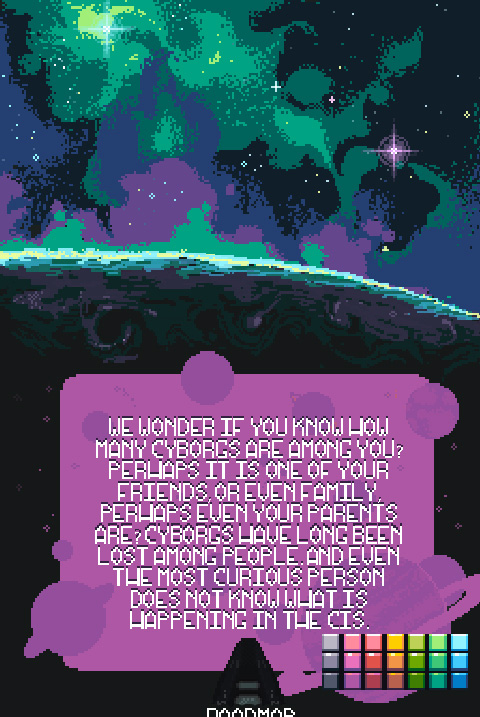 WE WONDER IF YOU KNOW HOW
MANY CYBORGS ARE AMONG YOU?
PERHAPS IT IS ONE OF YOUR
FRIENDS, OR EVEN FAMILY,
PERHAPS EVEN YOUR PARENTS
ARE? CYBORGS HAVE LONG BEEN
LOST AMONG PEOPLE, AND EVEN
THE MOST CURIOUS PERSON
DOES NOT KNOW WHAT IS
HAPPENING IN THE CIS.
ROADMAP